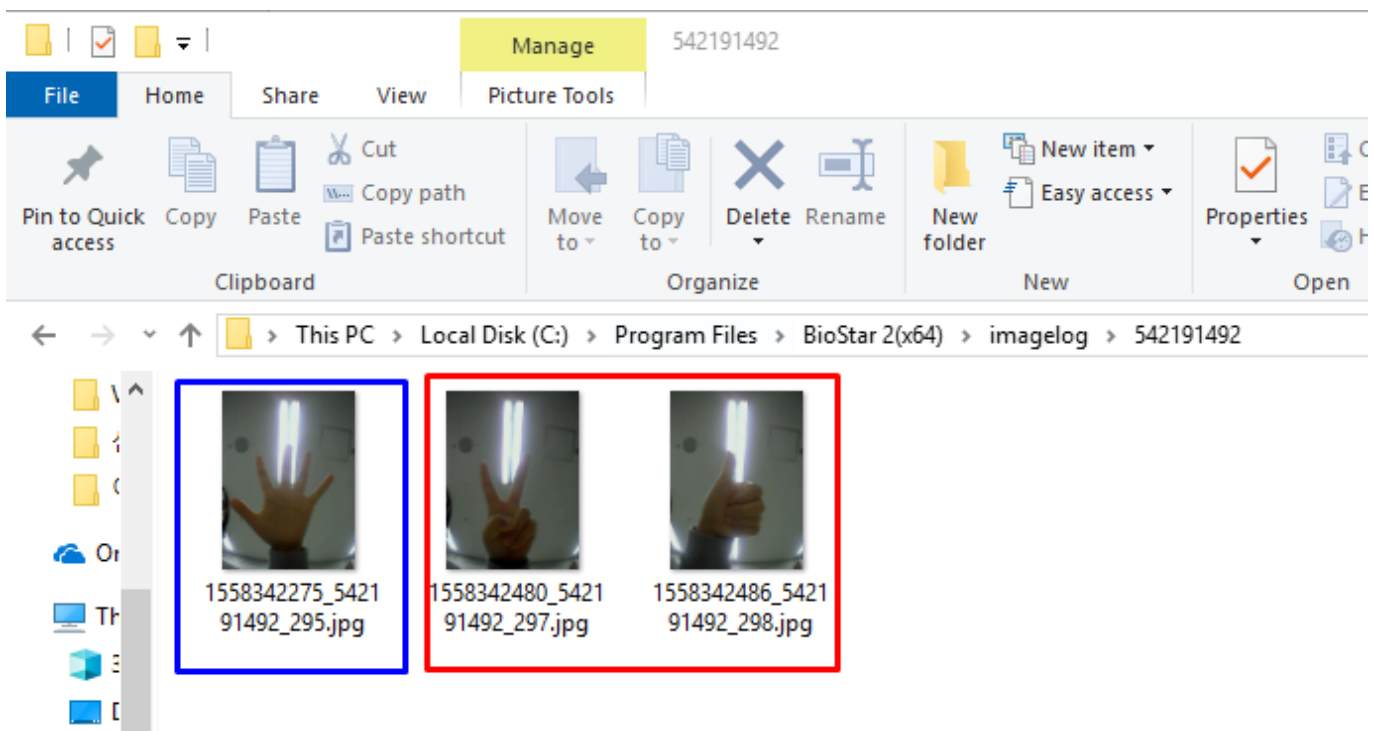 Manage 542191492
File Home Share View Picture Tools
Pin to Quick access
Copy
Paste
Cut
Copy path
Paste shortcut
Clipboard
Move to
Copy to
Delete
Rename
Organize
New folder
New item
Easy access
New
Properties
Open
This PC > Local Disk (C:) > Program Files > BioStar 2(x64) > imagelog > 542191492
1558342275_5421
91492_295.jpg
1558342480_5421
91492_297.jpg
1558342486_5421
91492_298.jpg